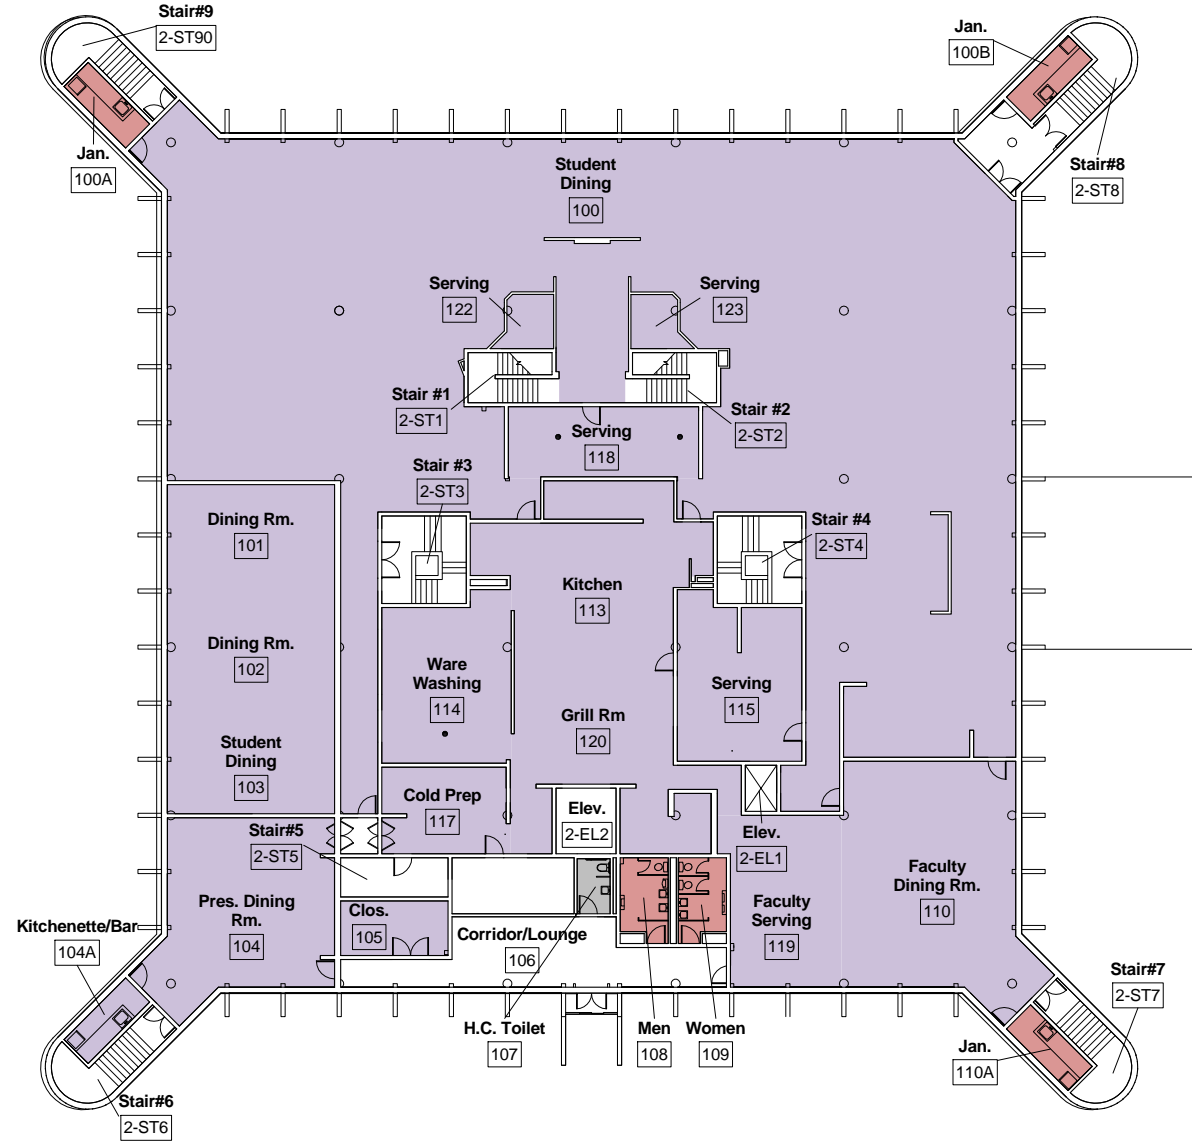 Stair#9
2-ST90
Jan.
100B
Jan.
100A
Stair#8
2-ST8
Student
Dining
100
Serving
122
Serving
123
Stair #1
2-ST1
Stair #2
2-ST2
Serving
118
Stair #3
2-ST3
Dining Rm.
101
Stair #4
2-ST4
Kitchen
113
Dining Rm.
102
Ware
Washing
114
Serving
115
Grill Rm
120
Student
Dining
103
Cold Prep
117
Elev.
2-EL2
Stair#5
2-ST5
Elev.
2-EL1
Faculty
Dining Rm.
110
Pres. Dining
Rm.
104
Clos.
105
Faculty
Serving
119
Kitchenette/Bar
104A
Corridor/Lounge
106
Stair#7
2-ST7
H.C. Toilet
107
Men
108
Women
109
Jan.
110A
Stair#6
2-ST6